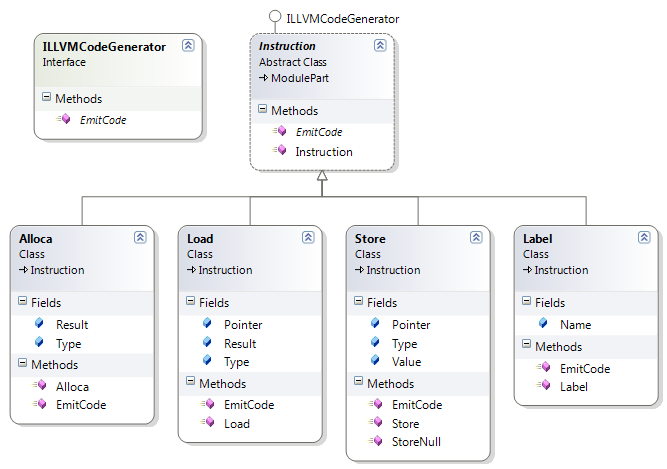 ILLVMCodeGenerator
ILLVMCodeGenerator
Interface
Methods
EmitCode
Instruction
Abstract Class
ModulePart
Methods
EmitCode
Instruction
Alloca
Class
Instruction
Fields
Result
Type
Methods
Alloca
EmitCode
Load
Class
Instruction
Fields
Pointer
Result
Type
Methods
EmitCode
Load
Store
Class
Instruction
Fields
Pointer
Type
Value
Methods
EmitCode
Store
StoreNull
Label
Class
Instruction
Fields
Name
Methods
EmitCode
Label